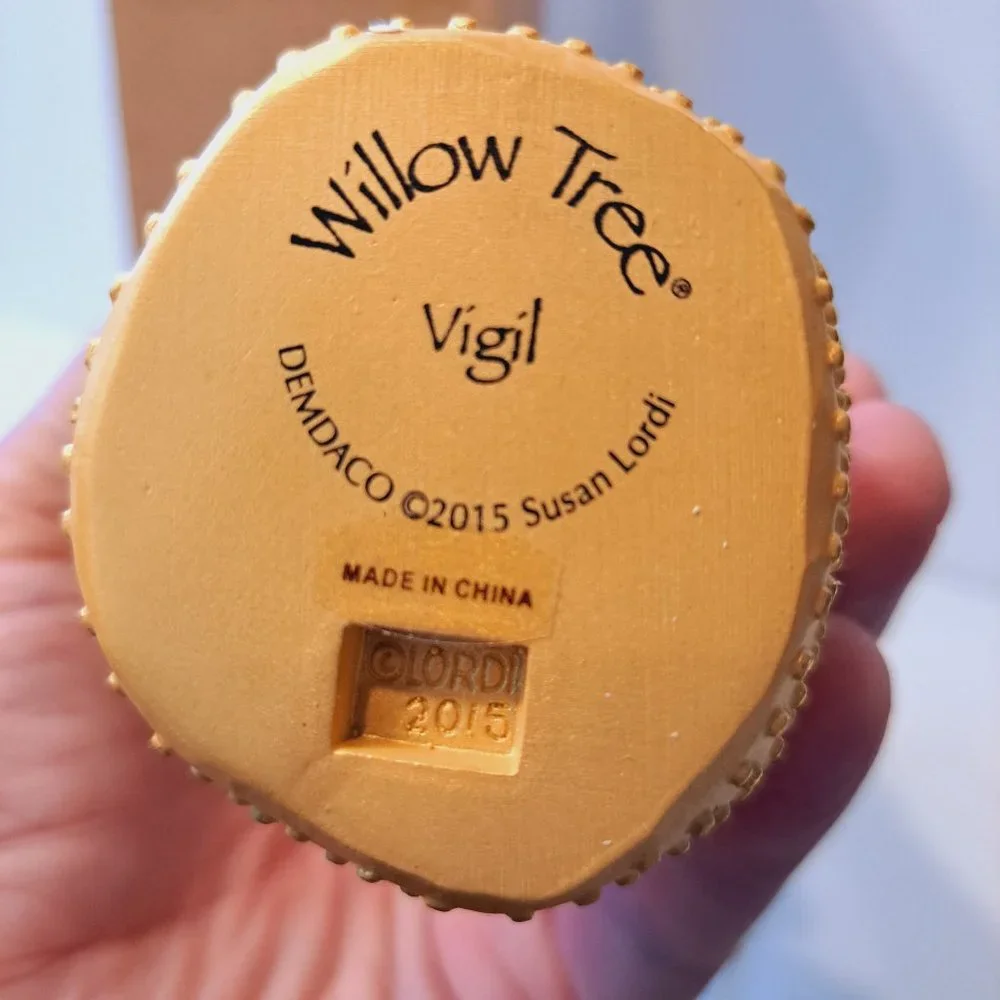 Willow Tree®
Vigil
DEMDACO ©2015 Susan Lordi
MADE IN CHINA
©LORDI
2015